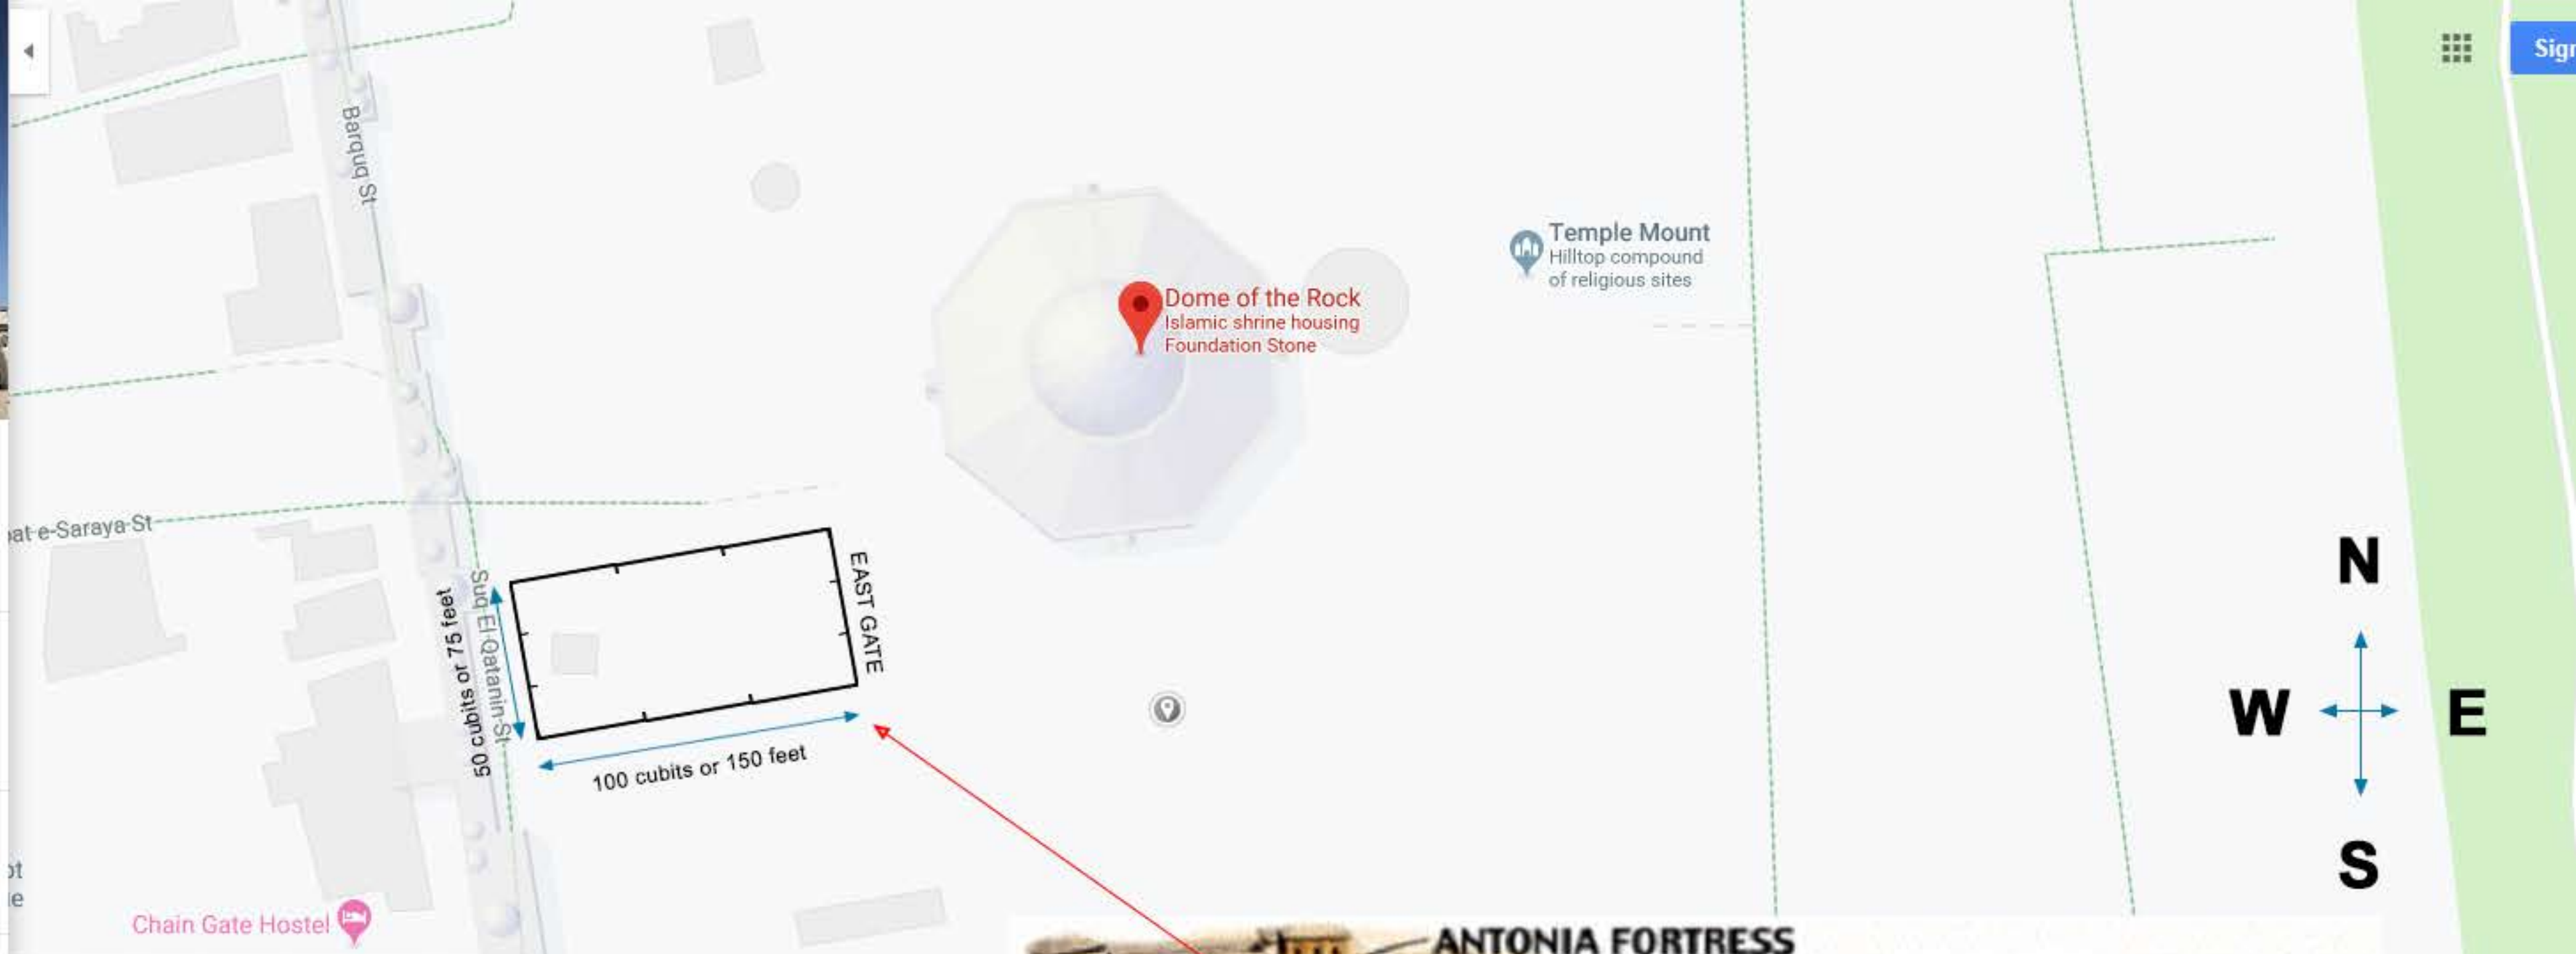 Sign
Barquq St
Temple Mount
Hilltop compound
of religious sites
Dome of the Rock
Islamic shrine housing
Foundation Stone
at e-Saraya St
EAST GATE
Suq El Qatanin St
50 cubits or 75 feet
100 cubits or 150 feet
N
W
E
S
Chain Gate Hostel
ANTONIA FORTRESS